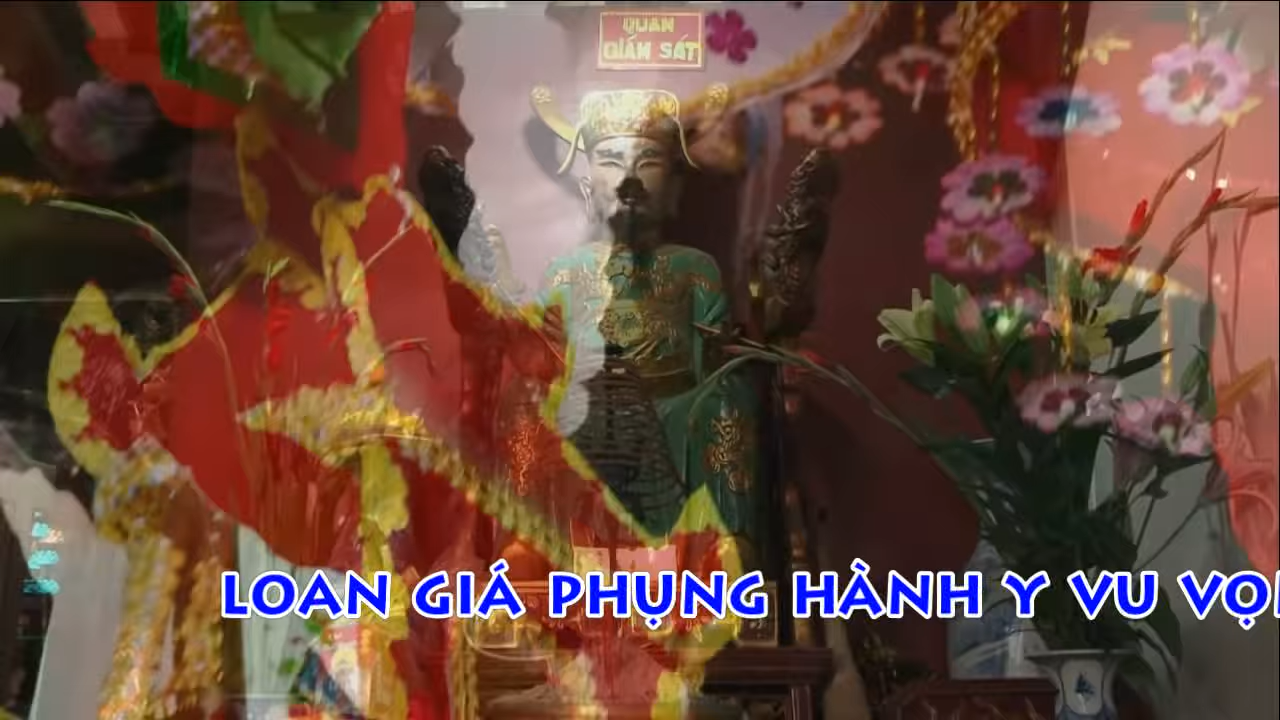 QUAN
GIÁM SÁT
LOAN GIÁ PHỤNG HÀNH Y VU VỌ